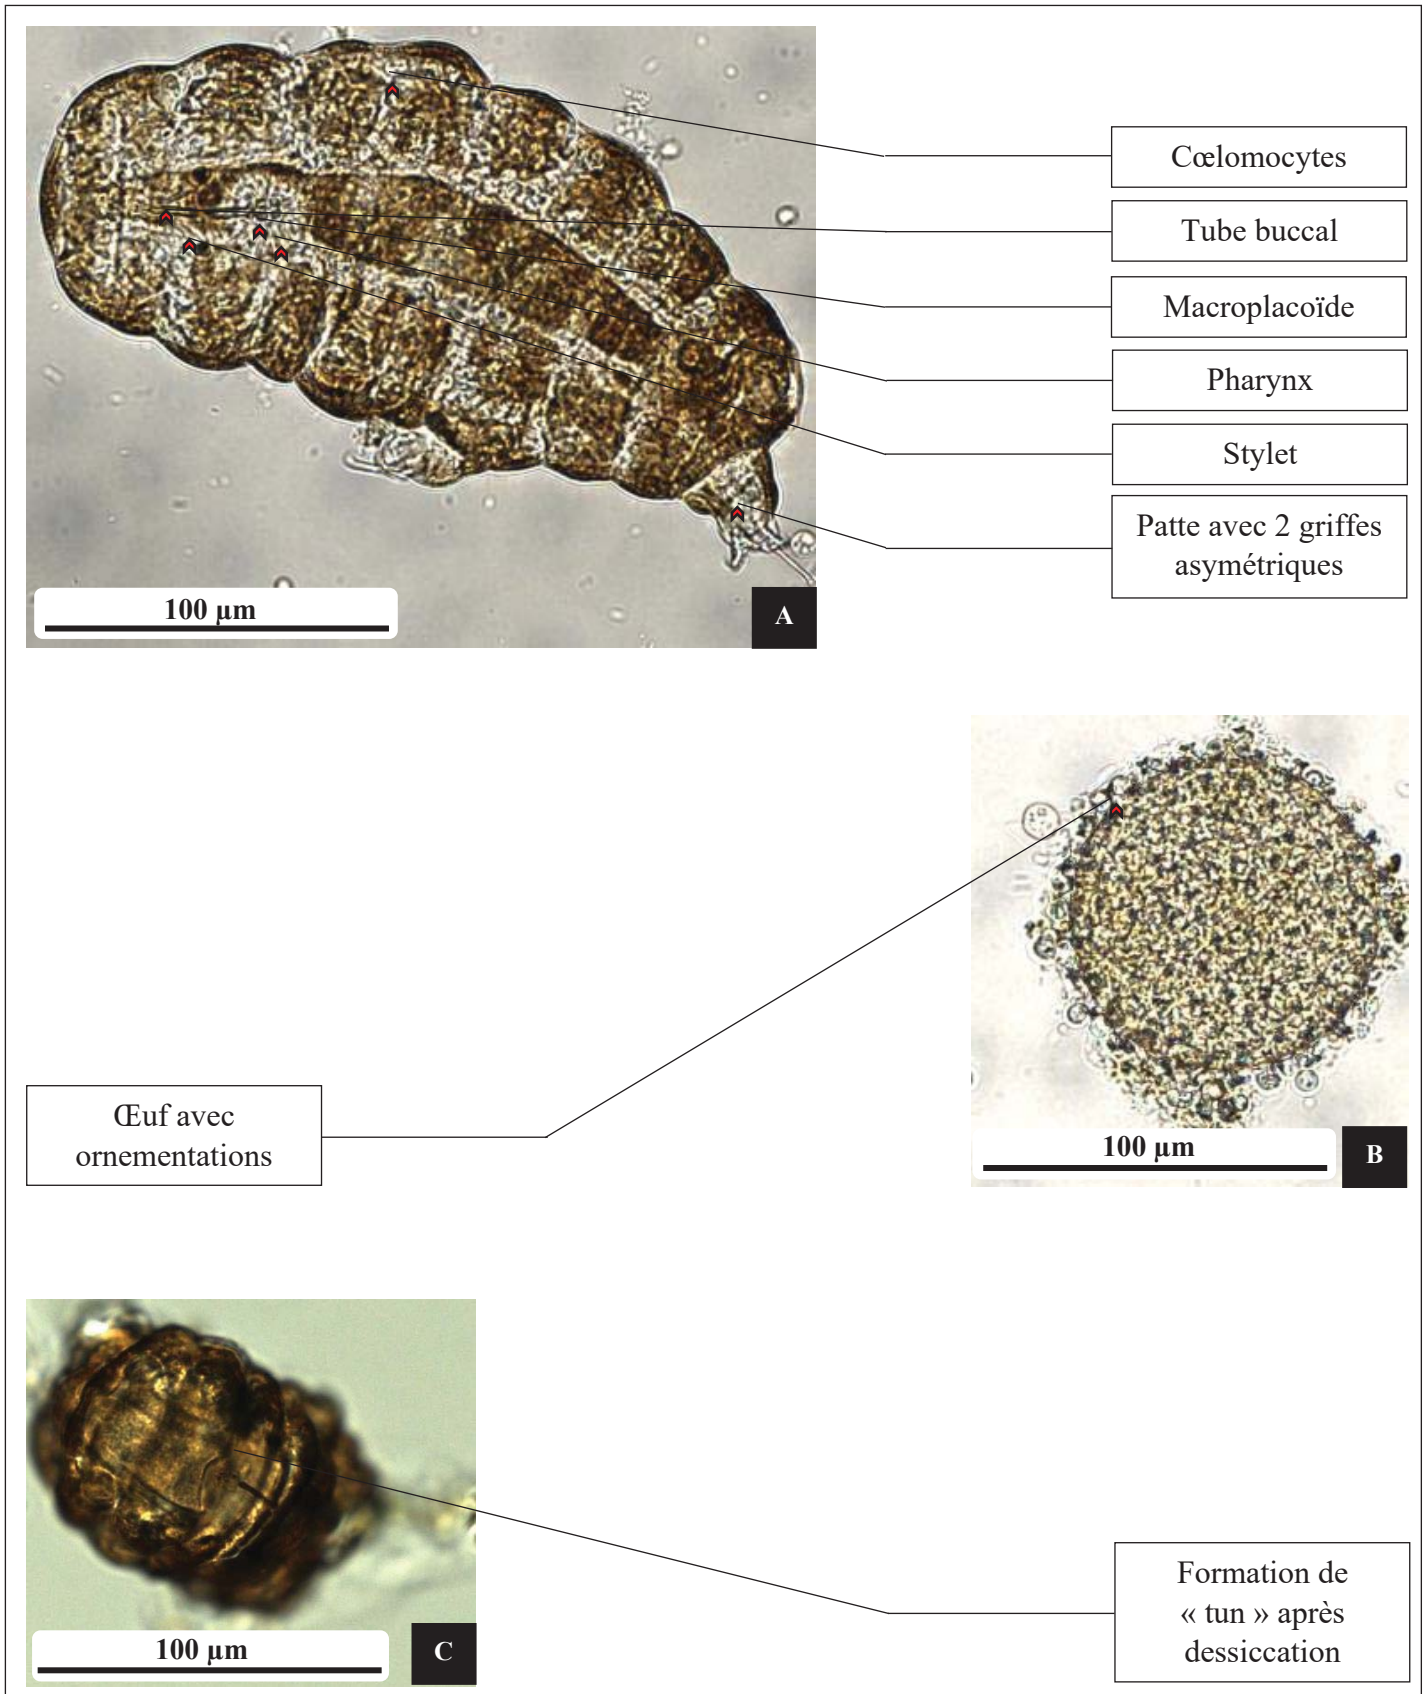 Cœlomocytes
Tube buccal
Macroplacoïde
Pharynx
Stylet
Patte avec 2 griffes
asymétriques
100 µm
A
100 µm
B
Œuf avec
ornementations
100 µm
C
Formation de
« tun » après
dessiccation